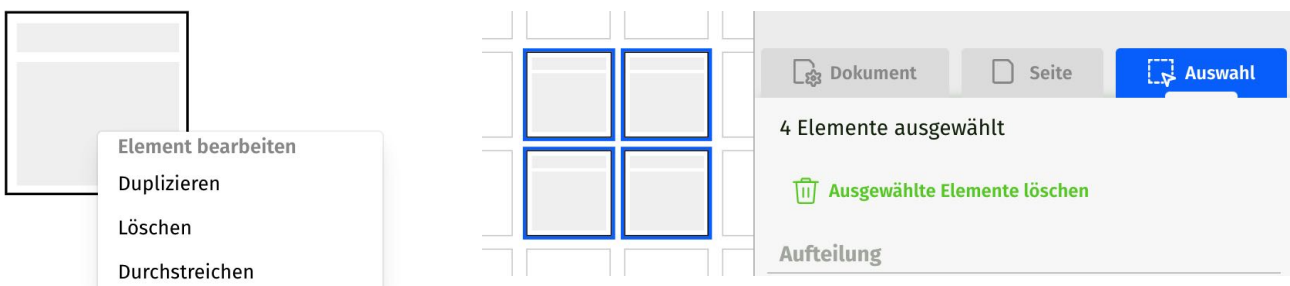 Element bearbeiten
Duplizieren
Löschen
Durchstreichen
Dokument
Seite
Auswahl
4 Elemente ausgewählt
Ausgewählte Elemente löschen
Aufteilung